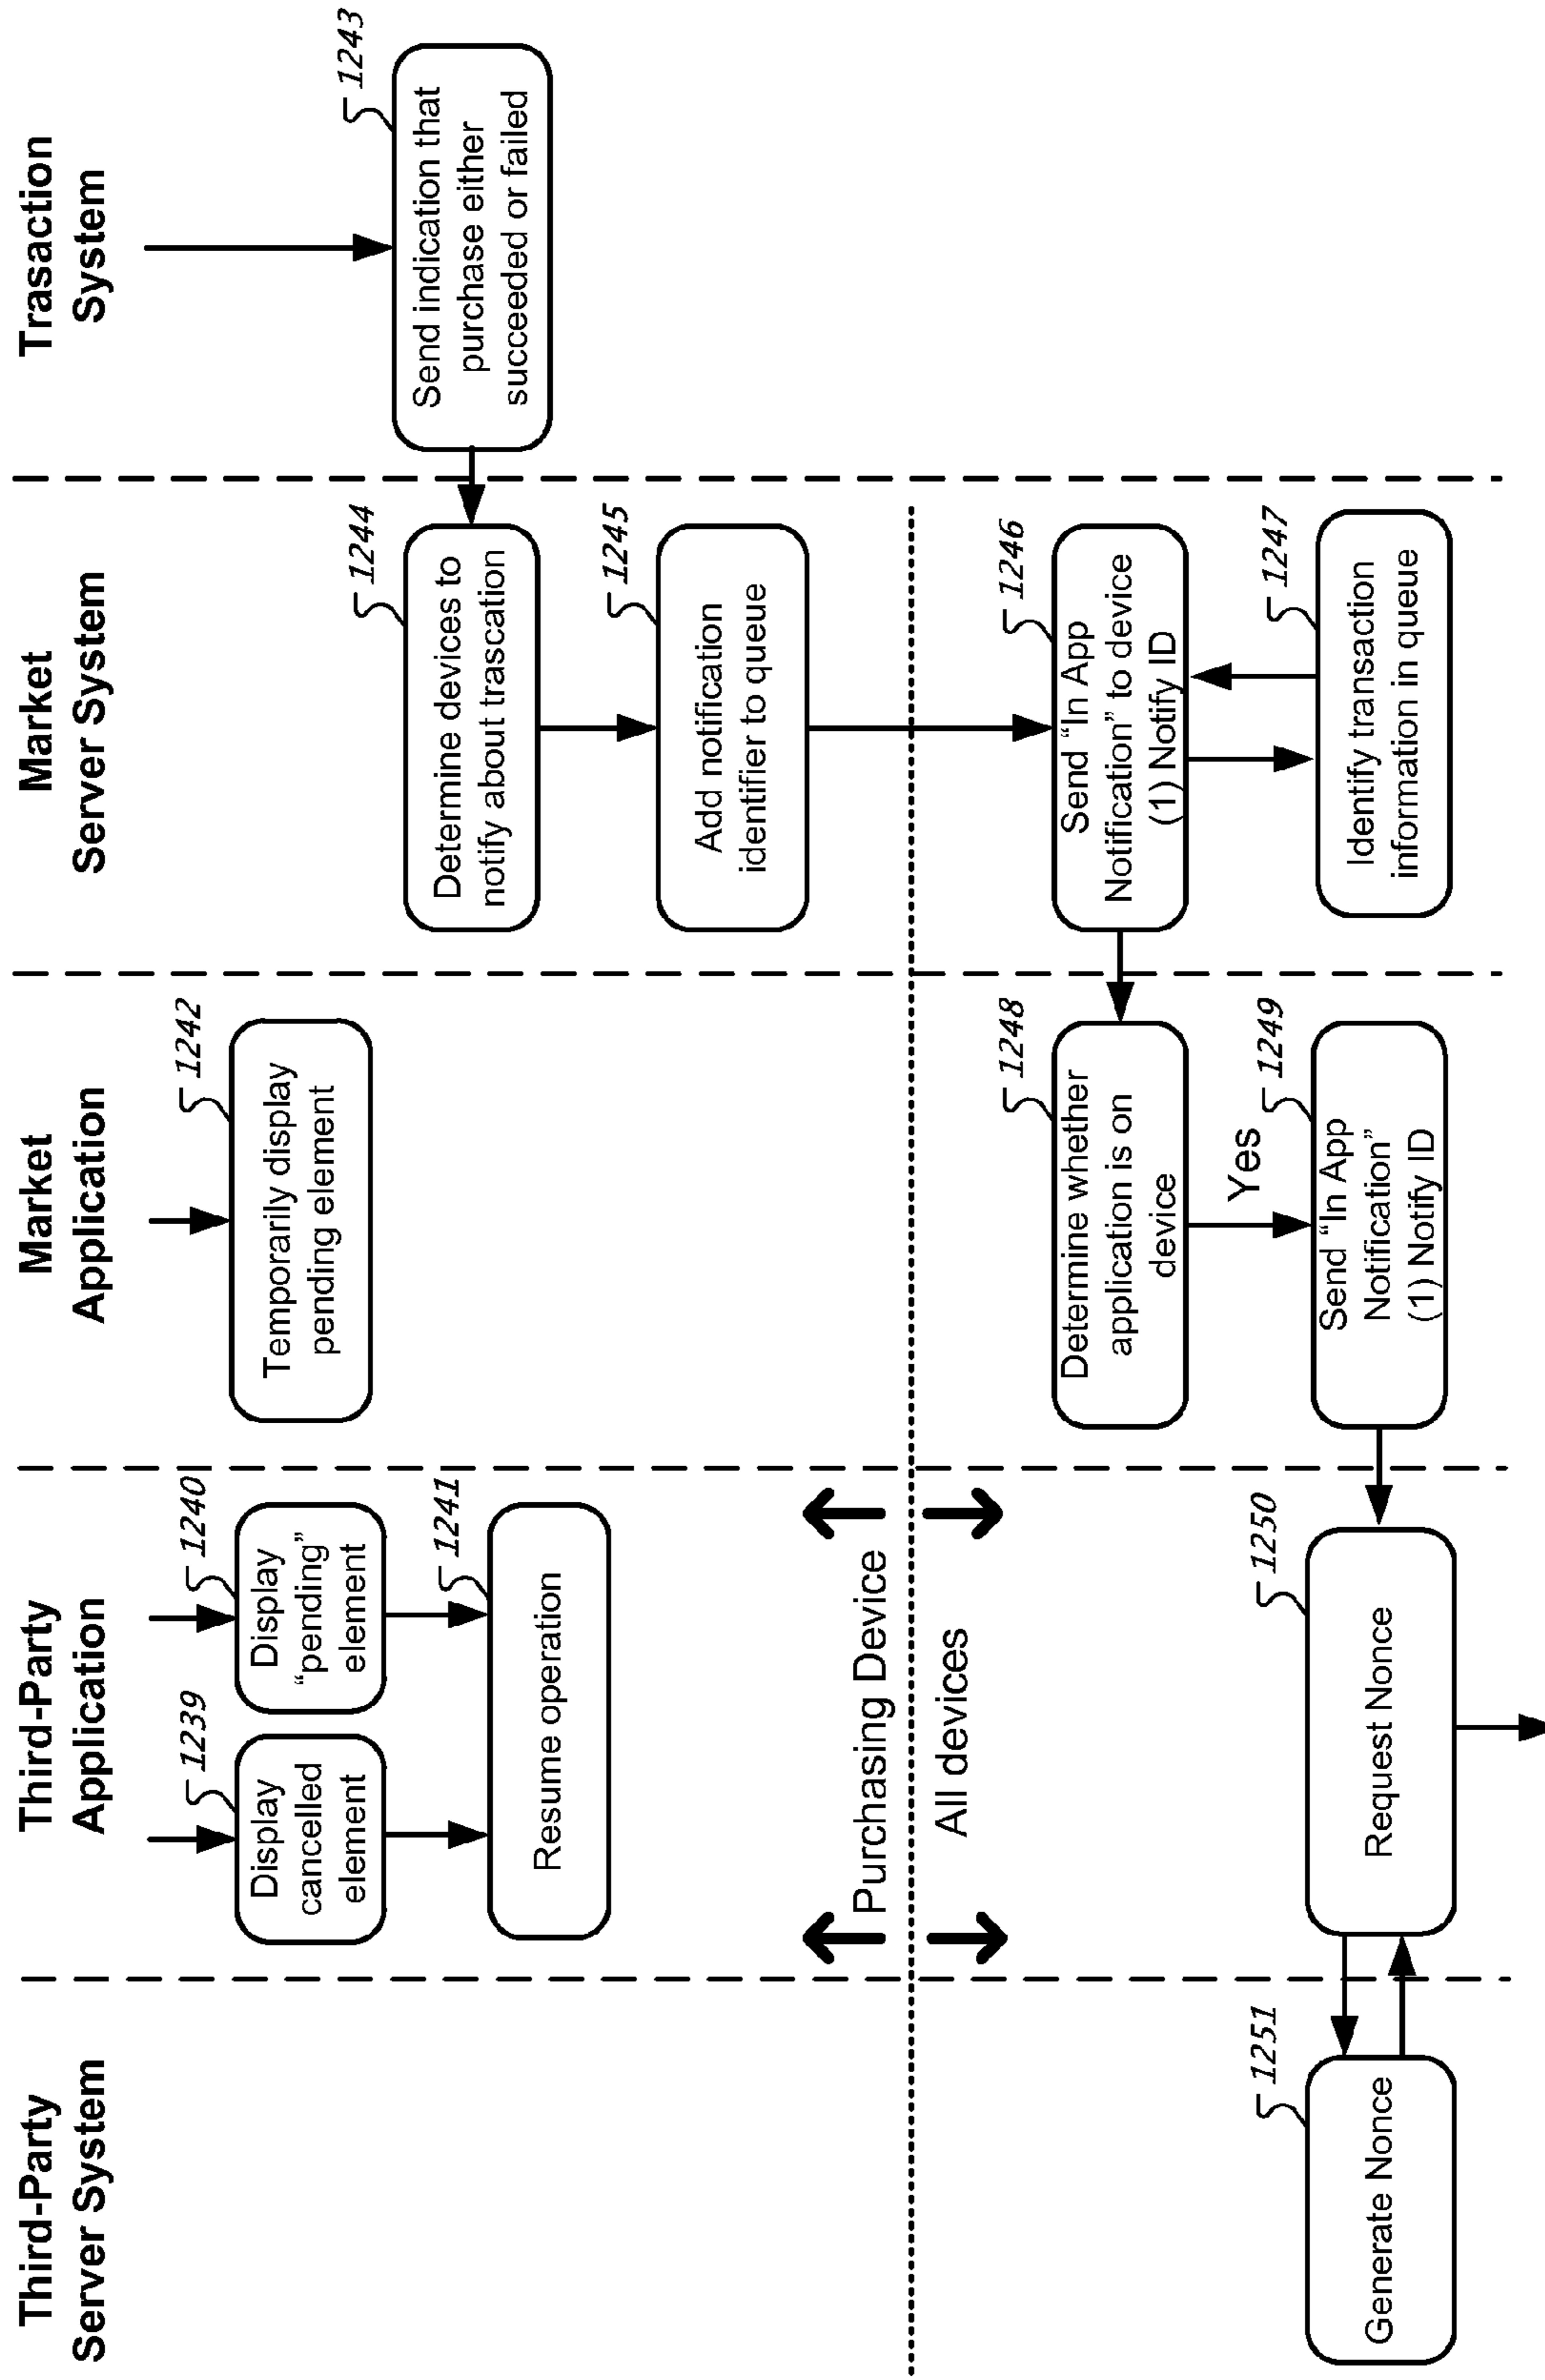 Third-Party
Server System
Third-Party
Application
Market
Application
Market
Server System
Trasaction
System
1239
Display
cancelled
element
1240
Display
“pending”
element
1241
Resume operation
1242
Temporarily display
pending element
1243
Send indication that
purchase either
succeeded or failed
1244
Determine devices to
notify about trascation
1245
Add notification
identifier to queue
Purchasing Device
All devices
1246
Send “In App
Notification” to device
(1) Notify ID
1247
Identify transaction
information in queue
1248
Determine whether
application is on
device
Yes
1249
Send “In App
Notification”
(1) Notify ID
1250
Request Nonce
1251
Generate Nonce